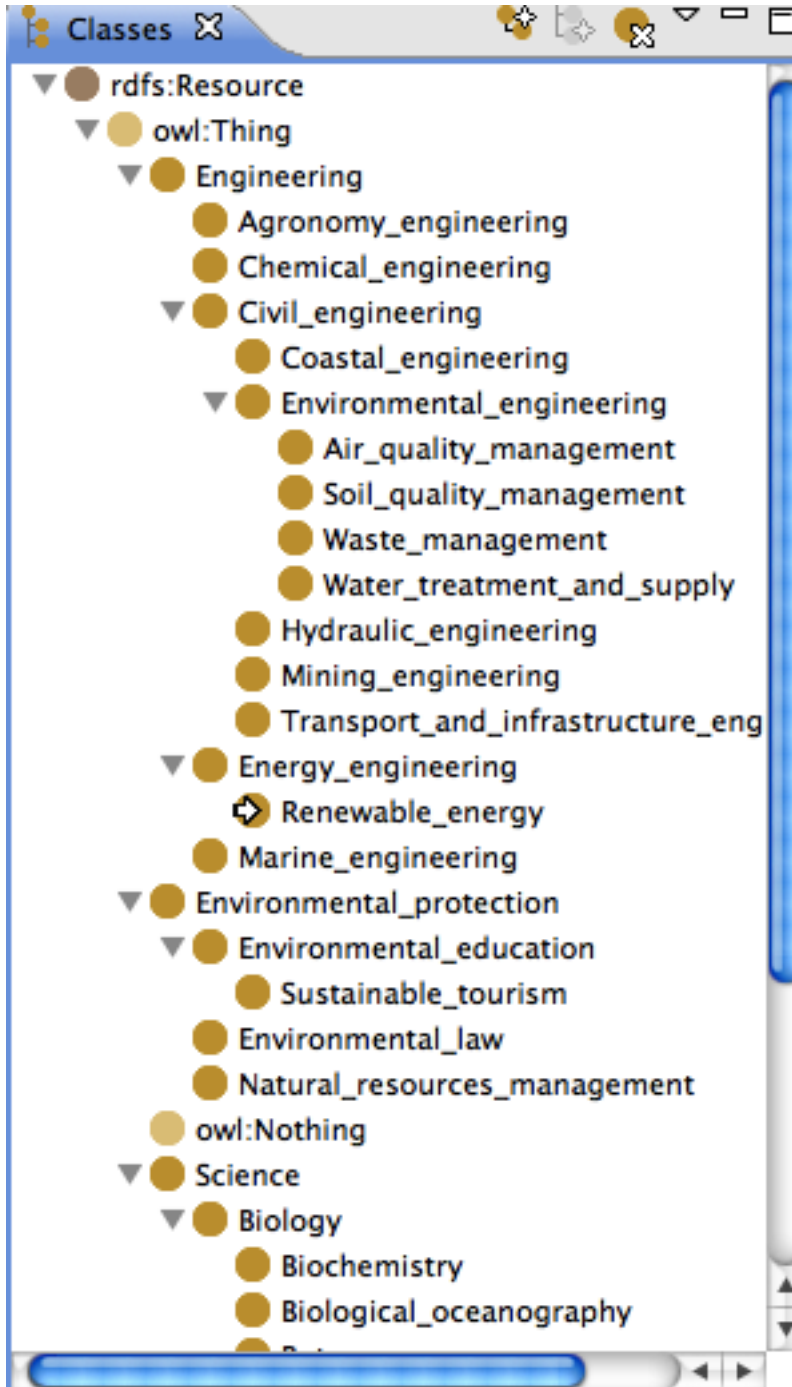 Classes
rdfs:Resource
owl:Thing
Engineering
Agronomy_engineering
Chemical_engineering
Civil_engineering
Coastal_engineering
Environmental_engineering
Air_quality_management
Soil_quality_management
Waste_management
Water_treatment_and_supply
Hydraulic_engineering
Mining_engineering
Transport_and_infrastructure_eng
Energy_engineering
Renewable_energy
Marine_engineering
Environmental_protection
Environmental_education
Sustainable_tourism
Environmental_law
Natural_resources_management
owl:Nothing
Science
Biology
Biochemistry
Biological_oceanography